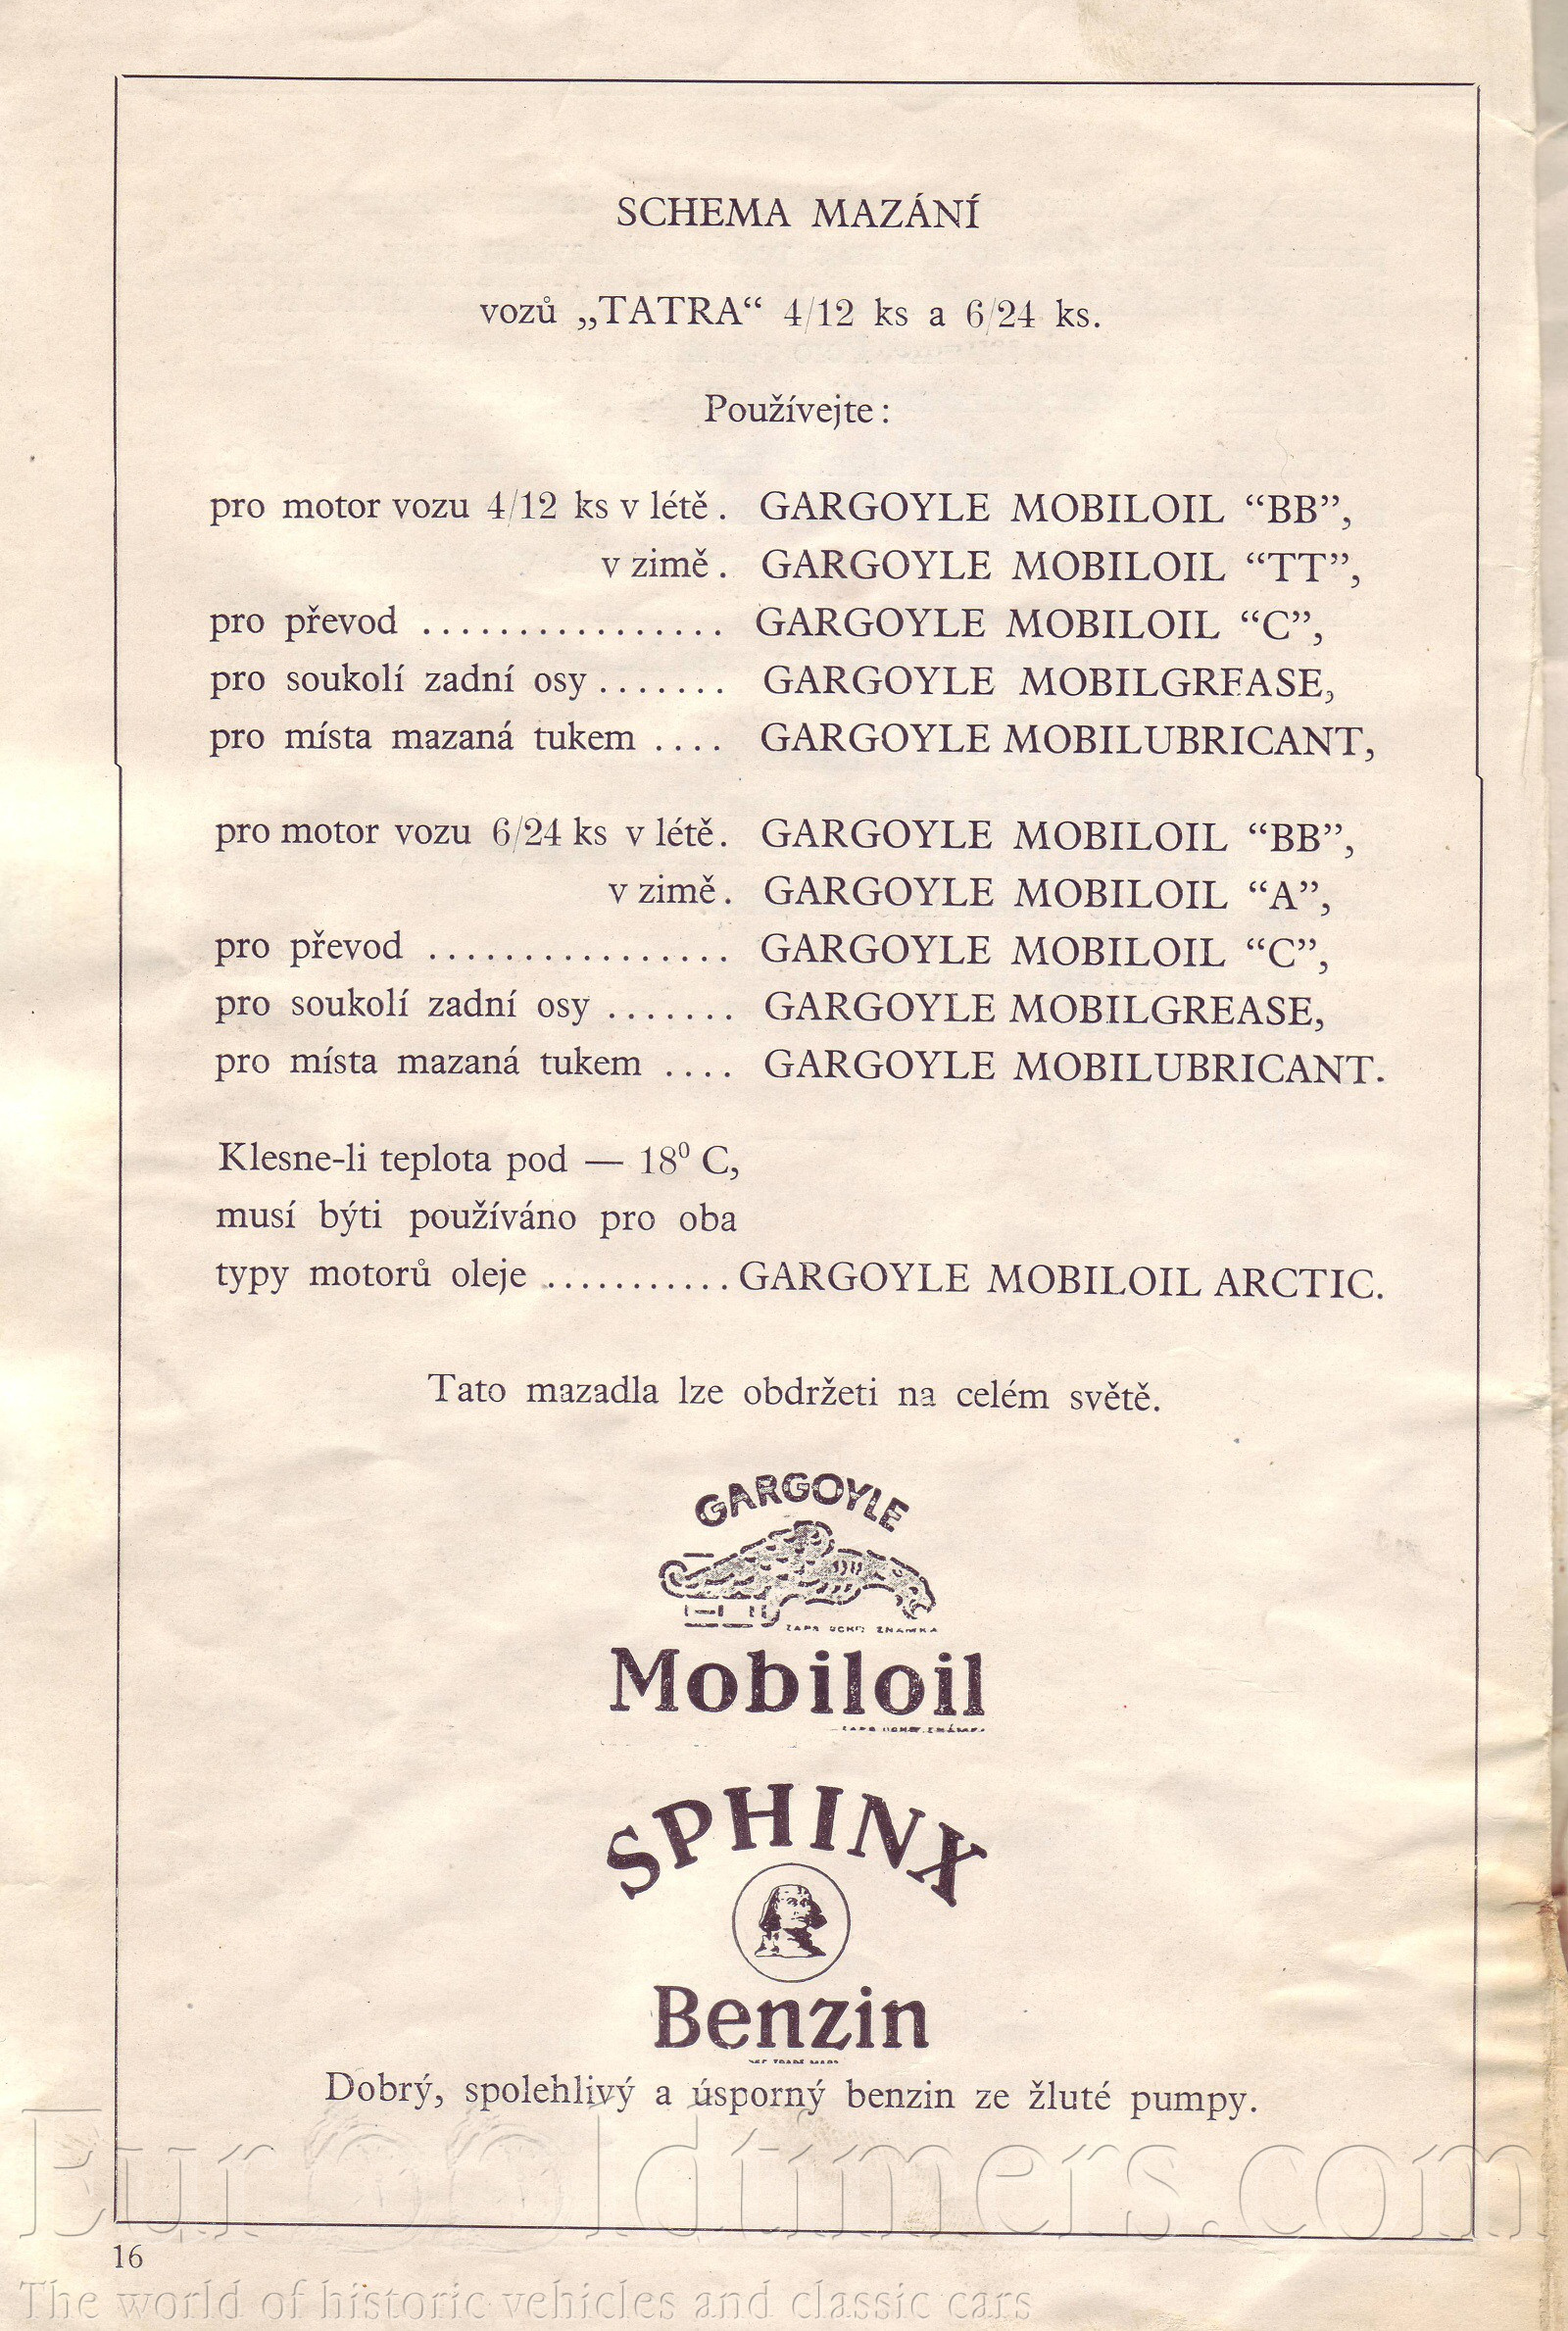 SCHEMA MAZÁNÍ
vozů „TATRA“ 4/12 ks a 6/24 ks.
Používejte:
pro motor vozu 4/12 ks v létě. GARGOYLE MOBILOIL “BB”,
v zimě. GARGOYLE MOBILOIL “TT”,
pro převod ................ GARGOYLE MOBILOIL “C”,
pro soukolí zadní osy....... GARGOYLE MOBILGREASE,
pro místa mazaná tukem .... GARGOYLE MOBILUBRICANT,
pro motor vozu 6/24 ks v létě. GARGOYLE MOBILOIL “BB”,
v zimě. GARGOYLE MOBILOIL “A”,
pro převod ................ GARGOYLE MOBILOIL “C”,
pro soukolí zadní osy ....... GARGOYLE MOBILGREASE,
pro místa mazaná tukem .... GARGOYLE MOBILUBRICANT.
Klesne-li teplota pod — 18⁰ C,
musí býti používáno pro oba
typy motorů oleje ........... GARGOYLE MOBILOIL ARCTIC.
Tato mazadla lze obdržeti na celém světě.
GARGOYLE
ZNÁMKA
Mobiloil
SPHINX
Benzin
TRADE MARK
Dobrý, spolehlivý a úsporný benzin ze žluté pumpy.
EurOOldtimers.com
16
The world of historic vehicles and classic cars